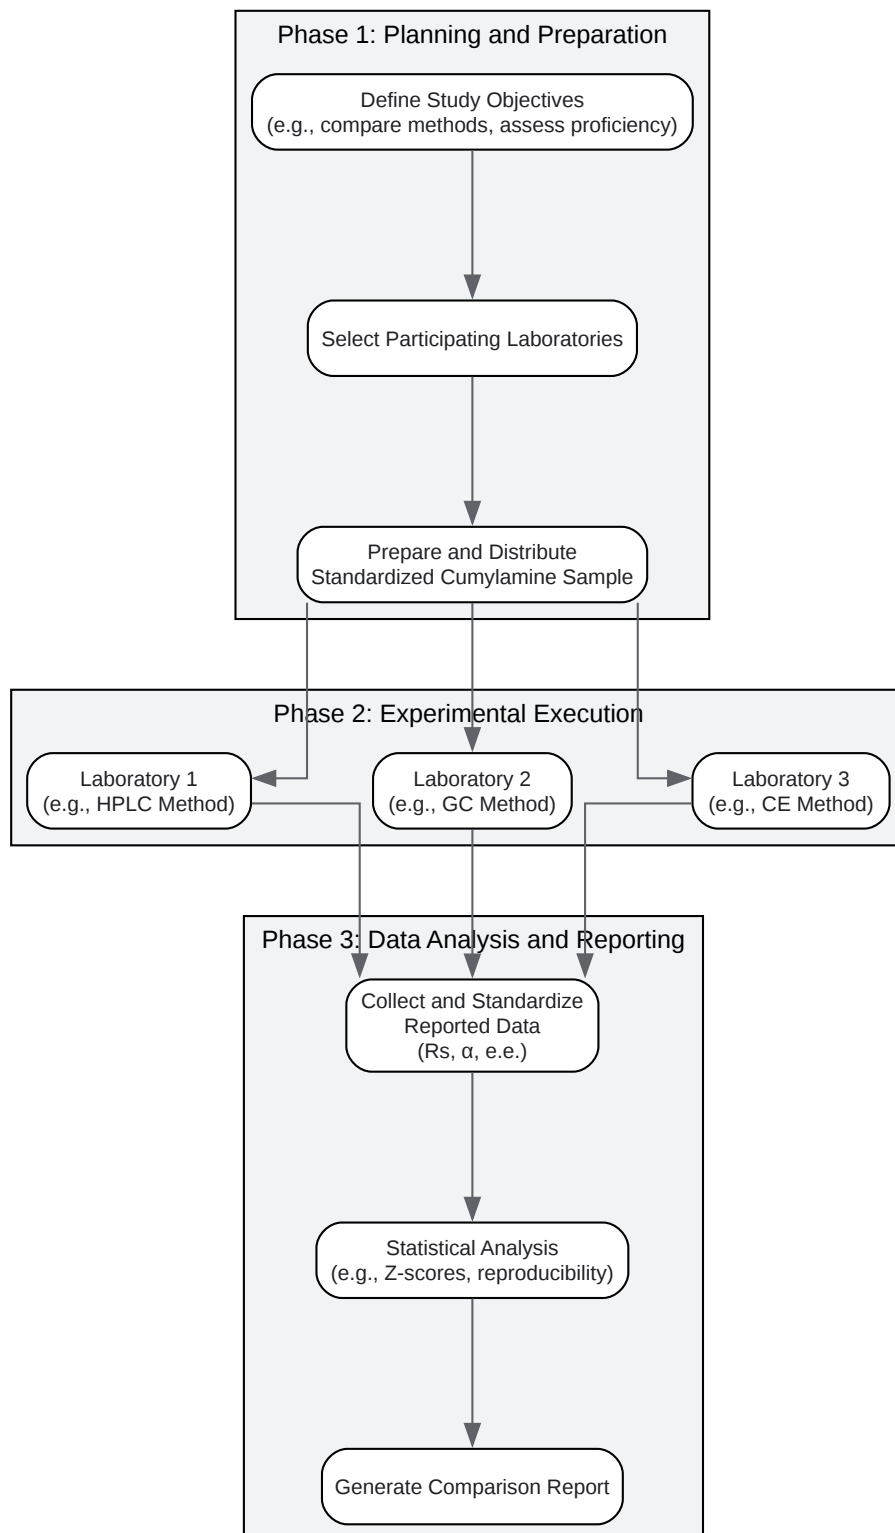 Phase 1: Planning and Preparation
Define Study Objectives
(e.g., compare methods, assess proficiency)
Select Participating Laboratories
Prepare and Distribute
Standardized Cumylamine Sample
Phase 2: Experimental Execution
Laboratory 1
(e.g., HPLC Method)
Laboratory 2
(e.g., GC Method)
Laboratory 3
(e.g., CE Method)
Phase 3: Data Analysis and Reporting
Collect and Standardize
Reported Data
(Rs, α, e.e.)
Statistical Analysis
(e.g., Z-scores, reproducibility)
Generate Comparison Report